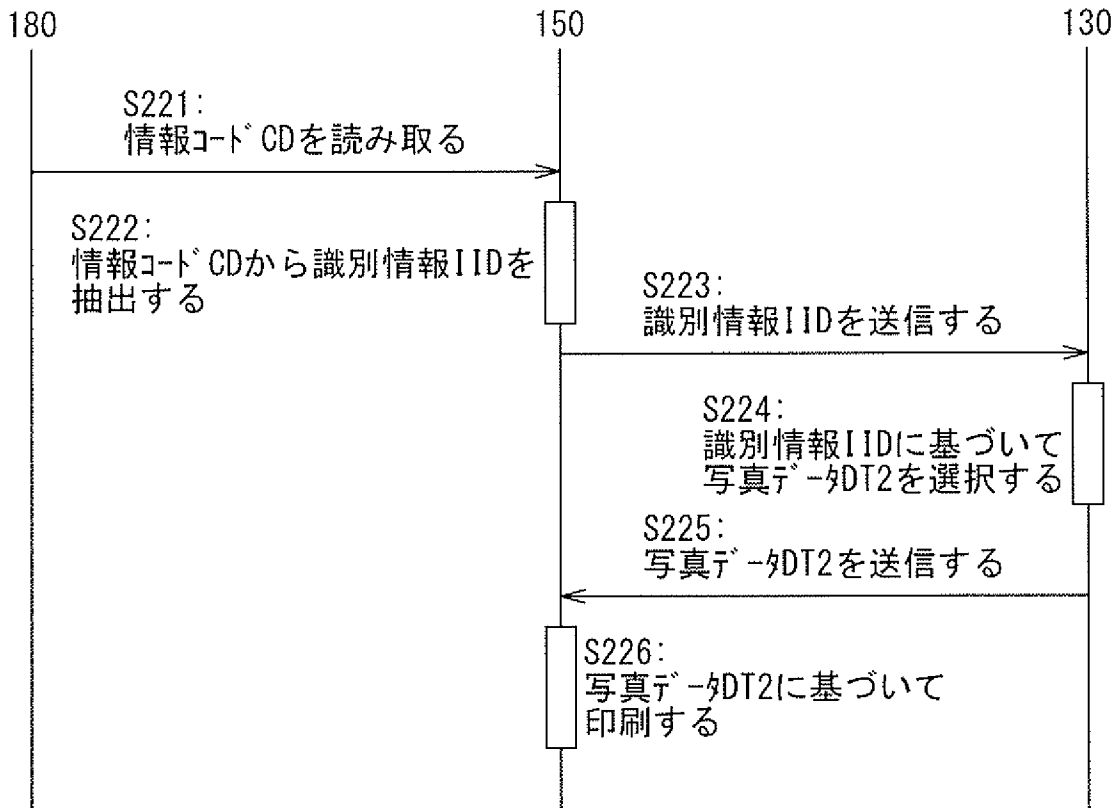 180
150
130
S221:
情報ｺｰﾄﾞCDを読み取る
S222:
情報ｺｰﾄﾞCDから識別情報IIDを
抽出する
S223:
識別情報IIDを送信する
S224:
識別情報IIDに基づいて
写真ﾃﾞｰﾀDT2を選択する
S225:
写真ﾃﾞｰﾀDT2を送信する
S226:
写真ﾃﾞｰﾀDT2に基づいて
印刷する